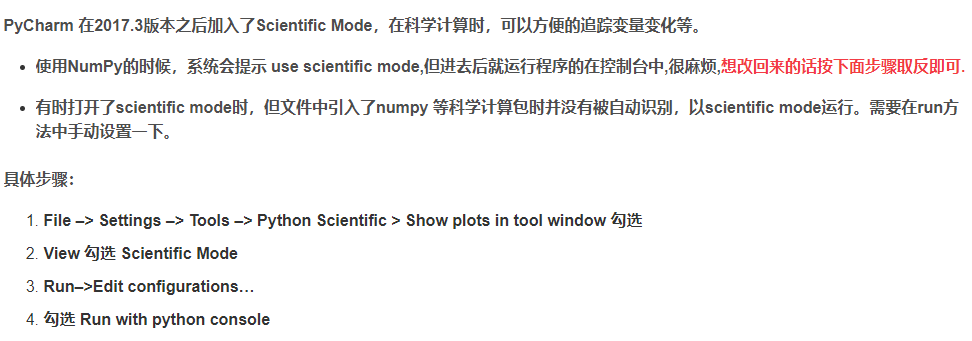 PyCharm 在2017.3版本之后加入了Scientific Mode，在科学计算时，可以方便的追踪变量变化等。
使用NumPy的时候，系统会提示 use scientific mode,但进去后就运行程序的在控制台中,很麻烦,想改回来的话按下面步骤取反即可.
有时打开了scientific mode时，但文件中引入了numpy 等科学计算包时并没有被自动识别，以scientific mode运行。需要在run方
法中手动设置一下。
具体步骤：
1. File –> Settings –> Tools –> Python Scientific > Show plots in tool window 勾选
2. View 勾选 Scientific Mode
3. Run–>Edit configurations…
4. 勾选 Run with python console